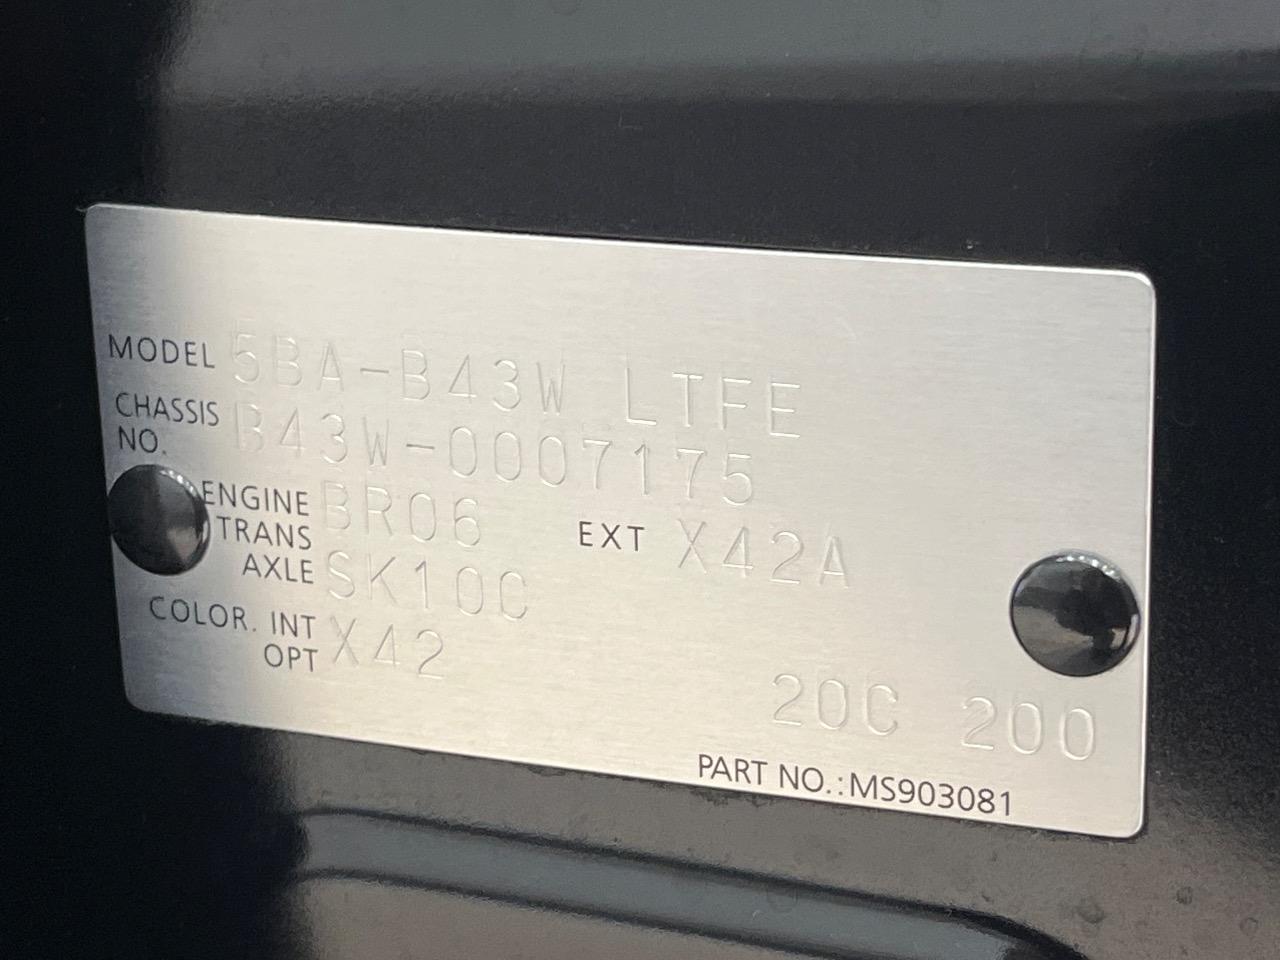 MODEL 5BA-B43W LTFE
CHASSIS NO. B43W-0007175
ENGINE BR06 EXT X42A
TRANS AXLE SK10C
COLOR. INT X42
OPT
20C 200
PART NO.:MS903081